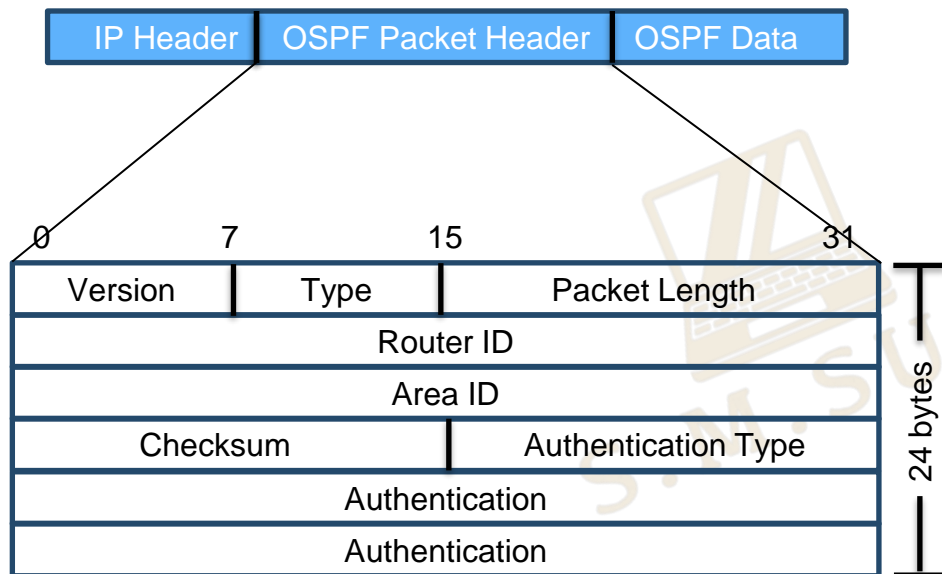 IP Header OSPF Packet Header OSPF Data
0 7 15 31
Version Type Packet Length
Router ID
Area ID
Checksum Authentication Type
Authentication
Authentication
24 bytes
S.M.SU